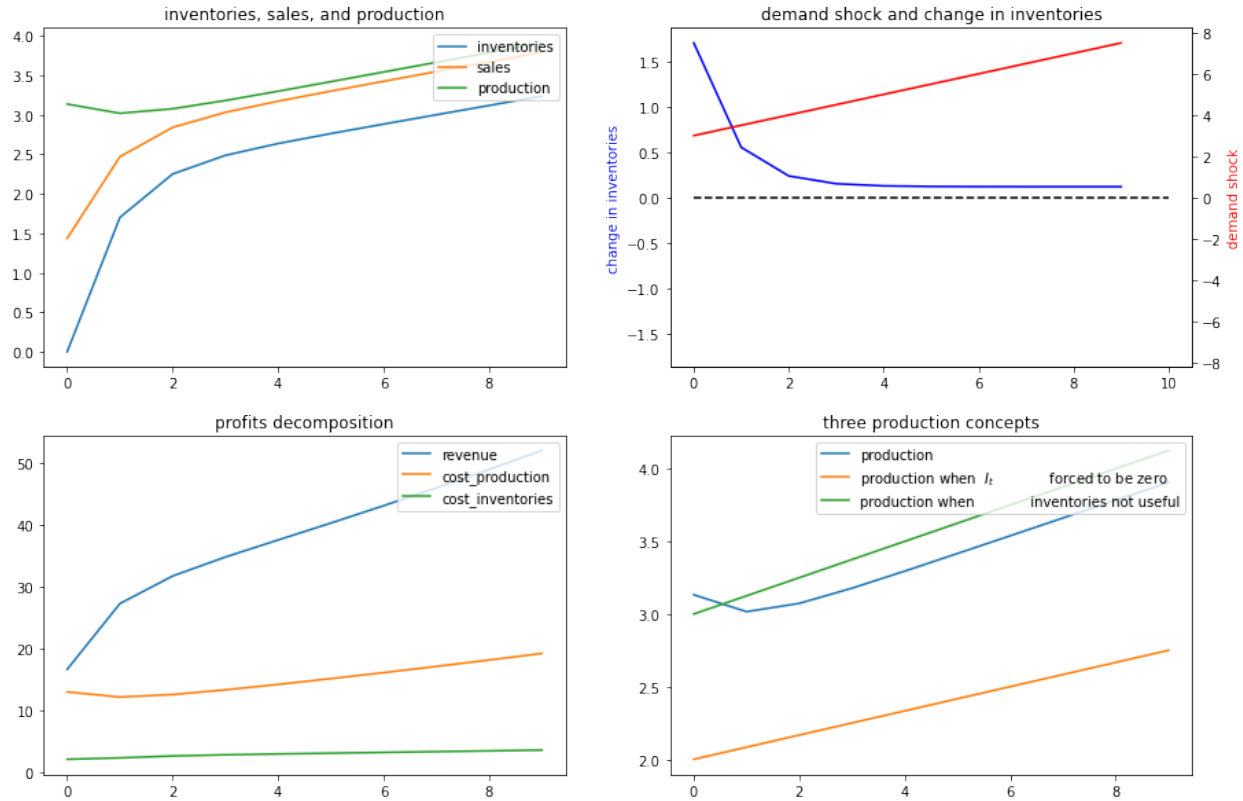 inventories, sales, and production
4.0
3.5
3.0
2.5
2.0
1.5
1.0
0.5
0.0
0 2 4 6 8
inventories
sales
production
demand shock and change in inventories
change in inventories
1.5
1.0
0.5
0.0
−0.5
−1.0
−1.5
0 2 4 6 8 10
8
6
4
2
0
−2
−4
−6
−8
demand shock
profits decomposition
50
40
30
20
10
0
0 2 4 6 8
revenue
cost_production
cost_inventories
three production concepts
4.0
3.5
3.0
2.5
2.0
0 2 4 6 8
production
production when I_t forced to be zero
production when inventories not useful